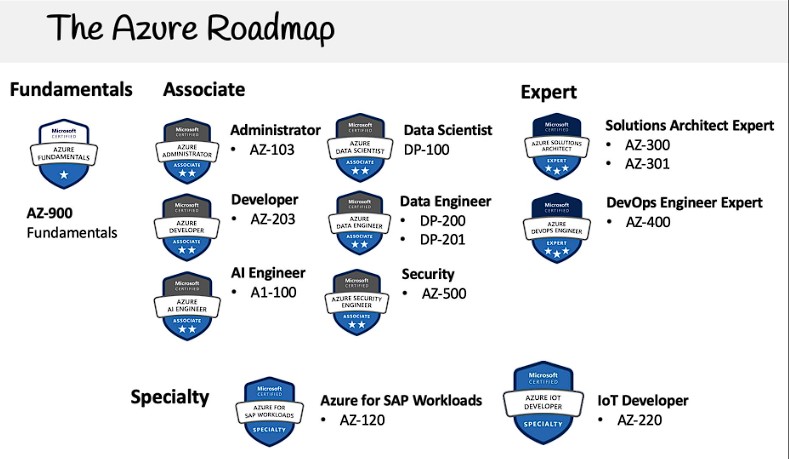 The Azure Roadmap
Fundamentals
Microsoft
CERTIFIED
AZURE
FUNDAMENTALS
AZ-900
Fundamentals
Associate
Microsoft
CERTIFIED
AZURE
ADMINISTRATOR
ASSOCIATE
Administrator
• AZ-103
Microsoft
CERTIFIED
AZURE
DATA SCIENTIST
ASSOCIATE
Data Scientist
DP-100
Microsoft
CERTIFIED
AZURE
DEVELOPER
ASSOCIATE
Developer
• AZ-203
Microsoft
CERTIFIED
AZURE
DATA ENGINEER
ASSOCIATE
Data Engineer
• DP-200
• DP-201
Microsoft
CERTIFIED
AZURE
AI ENGINEER
ASSOCIATE
AI Engineer
• A1-100
Microsoft
CERTIFIED
AZURE SECURITY
ENGINEER
ASSOCIATE
Security
• AZ-500
Expert
Microsoft
CERTIFIED
AZURE SOLUTIONS
ARCHITECT
EXPERT
Solutions Architect Expert
• AZ-300
• AZ-301
Microsoft
CERTIFIED
AZURE
DEVOPS ENGINEER
EXPERT
DevOps Engineer Expert
• AZ-400
Specialty
Microsoft
CERTIFIED
AZURE FOR
SAP WORKLOADS
SPECIALTY
Azure for SAP Workloads
• AZ-120
Microsoft
CERTIFIED
AZURE IOT
DEVELOPER
SPECIALTY
IoT Developer
• AZ-220